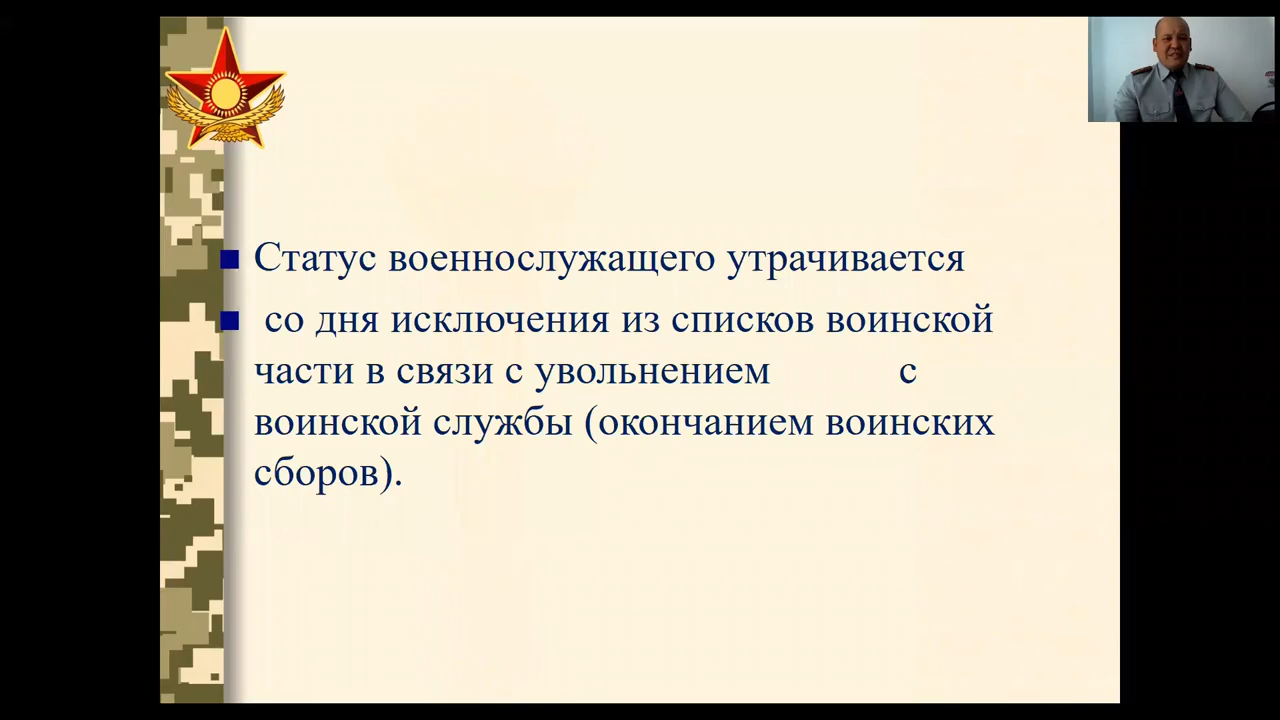 Статус военнослужащего утрачивается
со дня исключения из списков воинской
части в связи с увольнением с
воинской службы (окончанием воинских
сборов).